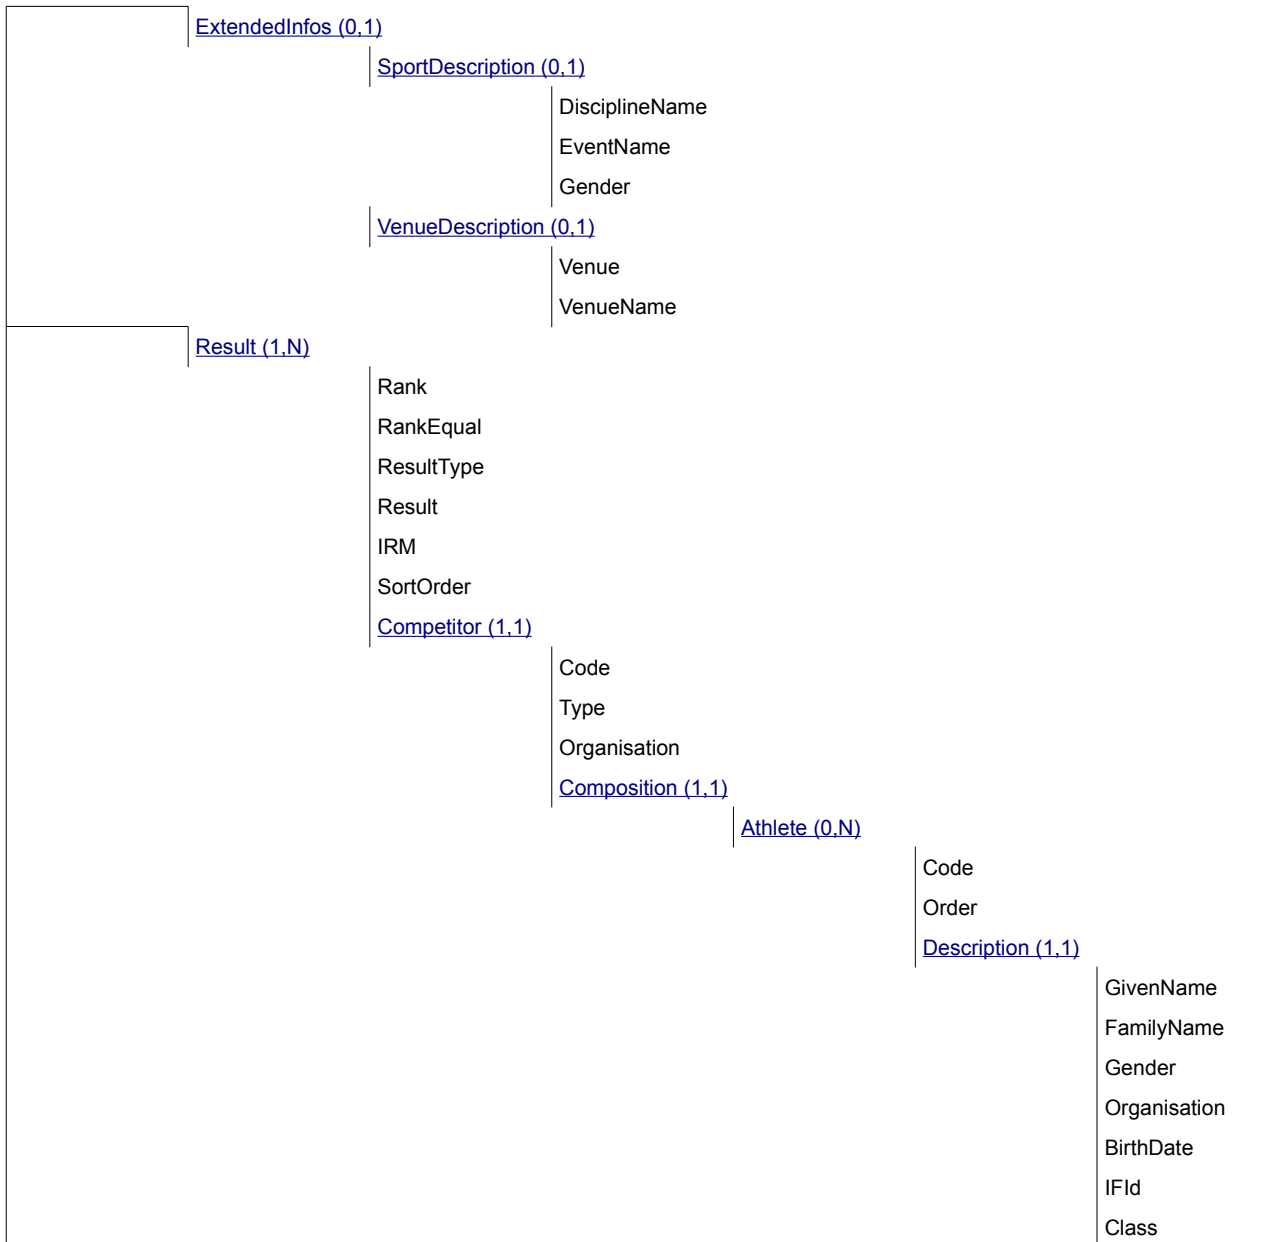 ExtendedInfos (0,1)
SportDescription (0,1)
DisciplineName
EventName
Gender
VenueDescription (0,1)
Venue
VenueName
Result (1,N)
Rank
RankEqual
ResultType
Result
IRM
SortOrder
Competitor (1,1)
Code
Type
Organisation
Composition (1,1)
Athlete (0,N)
Code
Order
Description (1,1)
GivenName
FamilyName
Gender
Organisation
BirthDate
IFId
Class